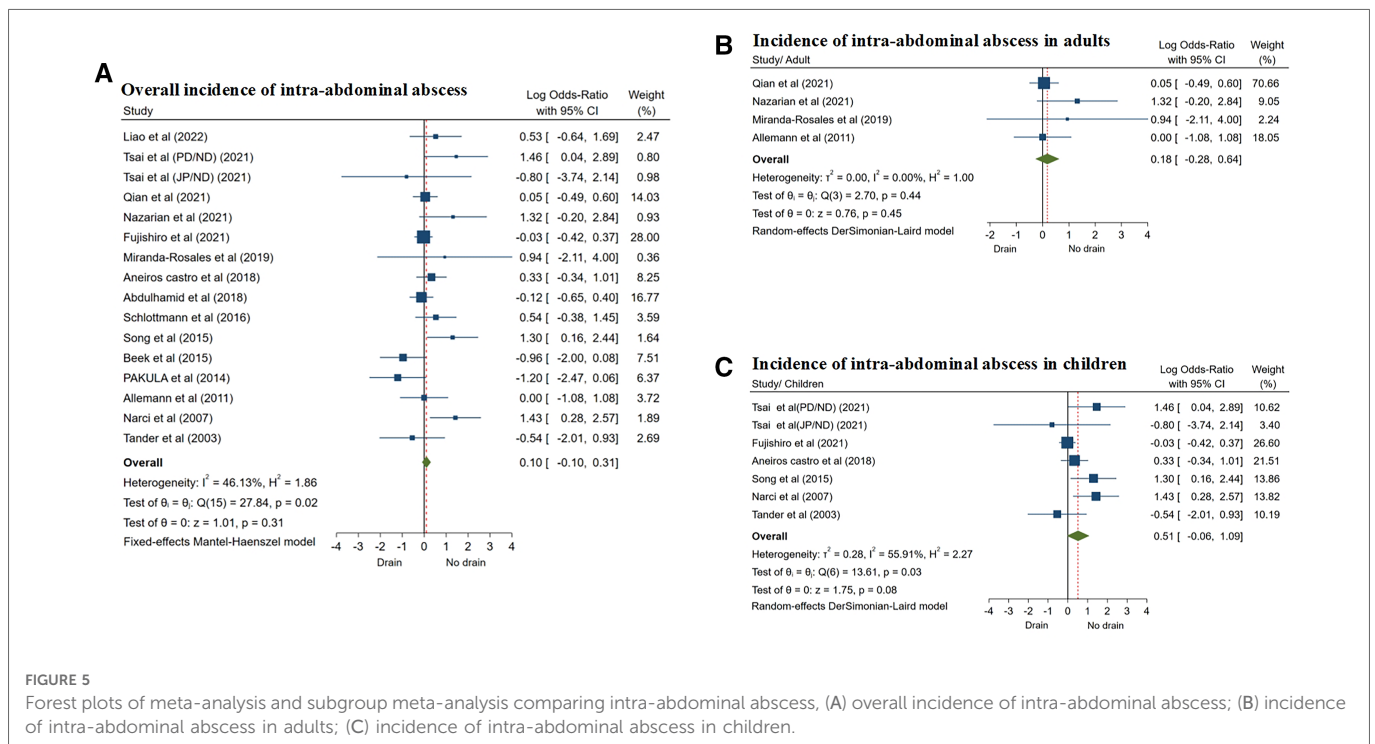 A
Overall incidence of intra-abdominal abscess
Log Odds-Ratio Weight
Study with 95% CI (%)
Liao et al (2022) 0.53 [ -0.64, 1.69] 2.47
Tsai et al (PD/ND) (2021) 1.46 [ 0.04, 2.89] 0.80
Tsai et al (JP/ND) (2021) -0.80 [ -3.74, 2.14] 0.98
Qian et al (2021) 0.05 [ -0.49, 0.60] 14.03
Nazarian et al (2021) 1.32 [ -0.20, 2.84] 0.93
Fujishiro et al (2021) -0.03 [ -0.42, 0.37] 28.00
Miranda-Rosales et al (2019) 0.94 [ -2.11, 4.00] 0.36
Aneiros castro et al (2018) 0.33 [ -0.34, 1.01] 8.25
Abdulhamid et al (2018) -0.12 [ -0.65, 0.40] 16.77
Schlottmann et al (2016) 0.54 [ -0.38, 1.45] 3.59
Song et al (2015) 1.30 [ 0.16, 2.44] 1.64
Beek et al (2015) -0.96 [ -2.00, 0.08] 7.51
PAKULA et al (2014) -1.20 [ -2.47, 0.06] 6.37
Allemann et al (2011) 0.00 [ -1.08, 1.08] 3.72
Narci et al (2007) 1.43 [ 0.28, 2.57] 1.89
Tander et al (2003) -0.54 [ -2.01, 0.93] 2.69
Overall 0.10 [ -0.10, 0.31]
Heterogeneity: I² = 46.13%, H² = 1.86
Test of θᵢ = θⱼ: Q(15) = 27.84, p = 0.02
Test of θ = 0: z = 1.01, p = 0.31
Fixed-effects Mantel-Haenszel model
-4 -3 -2 -1 0 1 2 3 4
Drain No drain
B
Incidence of intra-abdominal abscess in adults
Log Odds-Ratio Weight
Study/ Adult with 95% CI (%)
Qian et al (2021) 0.05 [ -0.49, 0.60] 70.66
Nazarian et al (2021) 1.32 [ -0.20, 2.84] 9.05
Miranda-Rosales et al (2019) 0.94 [ -2.11, 4.00] 2.24
Allemann et al (2011) 0.00 [ -1.08, 1.08] 18.05
Overall 0.18 [ -0.28, 0.64]
Heterogeneity: τ² = 0.00, I² = 0.00%, H² = 1.00
Test of θᵢ = θⱼ: Q(3) = 2.70, p = 0.44
Test of θ = 0: z = 0.76, p = 0.45
Random-effects DerSimonian-Laird model
-2 -1 0 1 2 3 4
Drain No drain
C
Incidence of intra-abdominal abscess in children
Log Odds-Ratio Weight
Study/ Children with 95% CI (%)
Tsai et al(PD/ND) (2021) 1.46 [ 0.04, 2.89] 10.62
Tsai et al(JP/ND) (2021) -0.80 [ -3.74, 2.14] 3.40
Fujishiro et al (2021) -0.03 [ -0.42, 0.37] 26.60
Aneiros castro et al (2018) 0.33 [ -0.34, 1.01] 21.51
Song et al (2015) 1.30 [ 0.16, 2.44] 13.86
Narci et al (2007) 1.43 [ 0.28, 2.57] 13.82
Tander et al (2003) -0.54 [ -2.01, 0.93] 10.19
Overall 0.51 [ -0.06, 1.09]
Heterogeneity: τ² = 0.28, I² = 55.91%, H² = 2.27
Test of θᵢ = θⱼ: Q(6) = 13.61, p = 0.03
Test of θ = 0: z = 1.75, p = 0.08
Random-effects DerSimonian-Laird model
-4 -3 -2 -1 0 1 2 3 4
Drain No drain
FIGURE 5
Forest plots of meta-analysis and subgroup meta-analysis comparing intra-abdominal abscess, (A) overall incidence of intra-abdominal abscess; (B) incidence
of intra-abdominal abscess in adults; (C) incidence of intra-abdominal abscess in children.